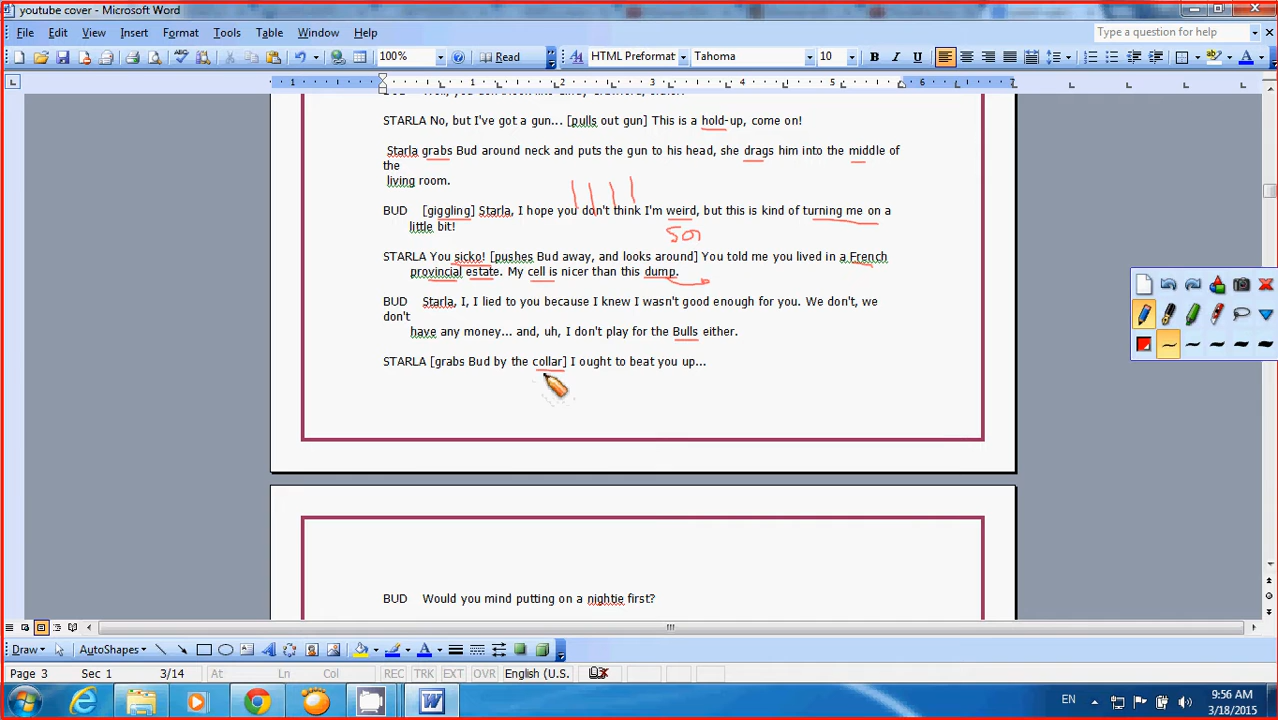 youtube cover - Microsoft Word
File Edit View Insert Format Tools Table Window Help
Type a question for help
100% Read HTML Preformat Tahoma 10 B I U A
1 1 2 3 4 5 6 7
STARLA No, but I've got a gun... [pulls out gun] This is a hold-up, come on!
Starla grabs Bud around neck and puts the gun to his head, she drags him into the middle of
the
living room.
BUD [giggling] Starla, I hope you don't think I'm weird, but this is kind of turning me on a
little bit!
STARLA You sicko! [pushes Bud away, and looks around] You told me you lived in a French
provincial estate. My cell is nicer than this dump.
BUD Starla, I, I lied to you because I knew I wasn't good enough for you. We don't, we
don't
have any money... and, uh, I don't play for the Bulls either.
STARLA [grabs Bud by the collar] I ought to beat you up...
BUD Would you mind putting on a nightie first?
Draw AutoShapes A
Page 3 Sec 1 3/14 At Ln Col REC TRK EXT OVR English (U.S.
W EN 9:56 AM
3/18/2015